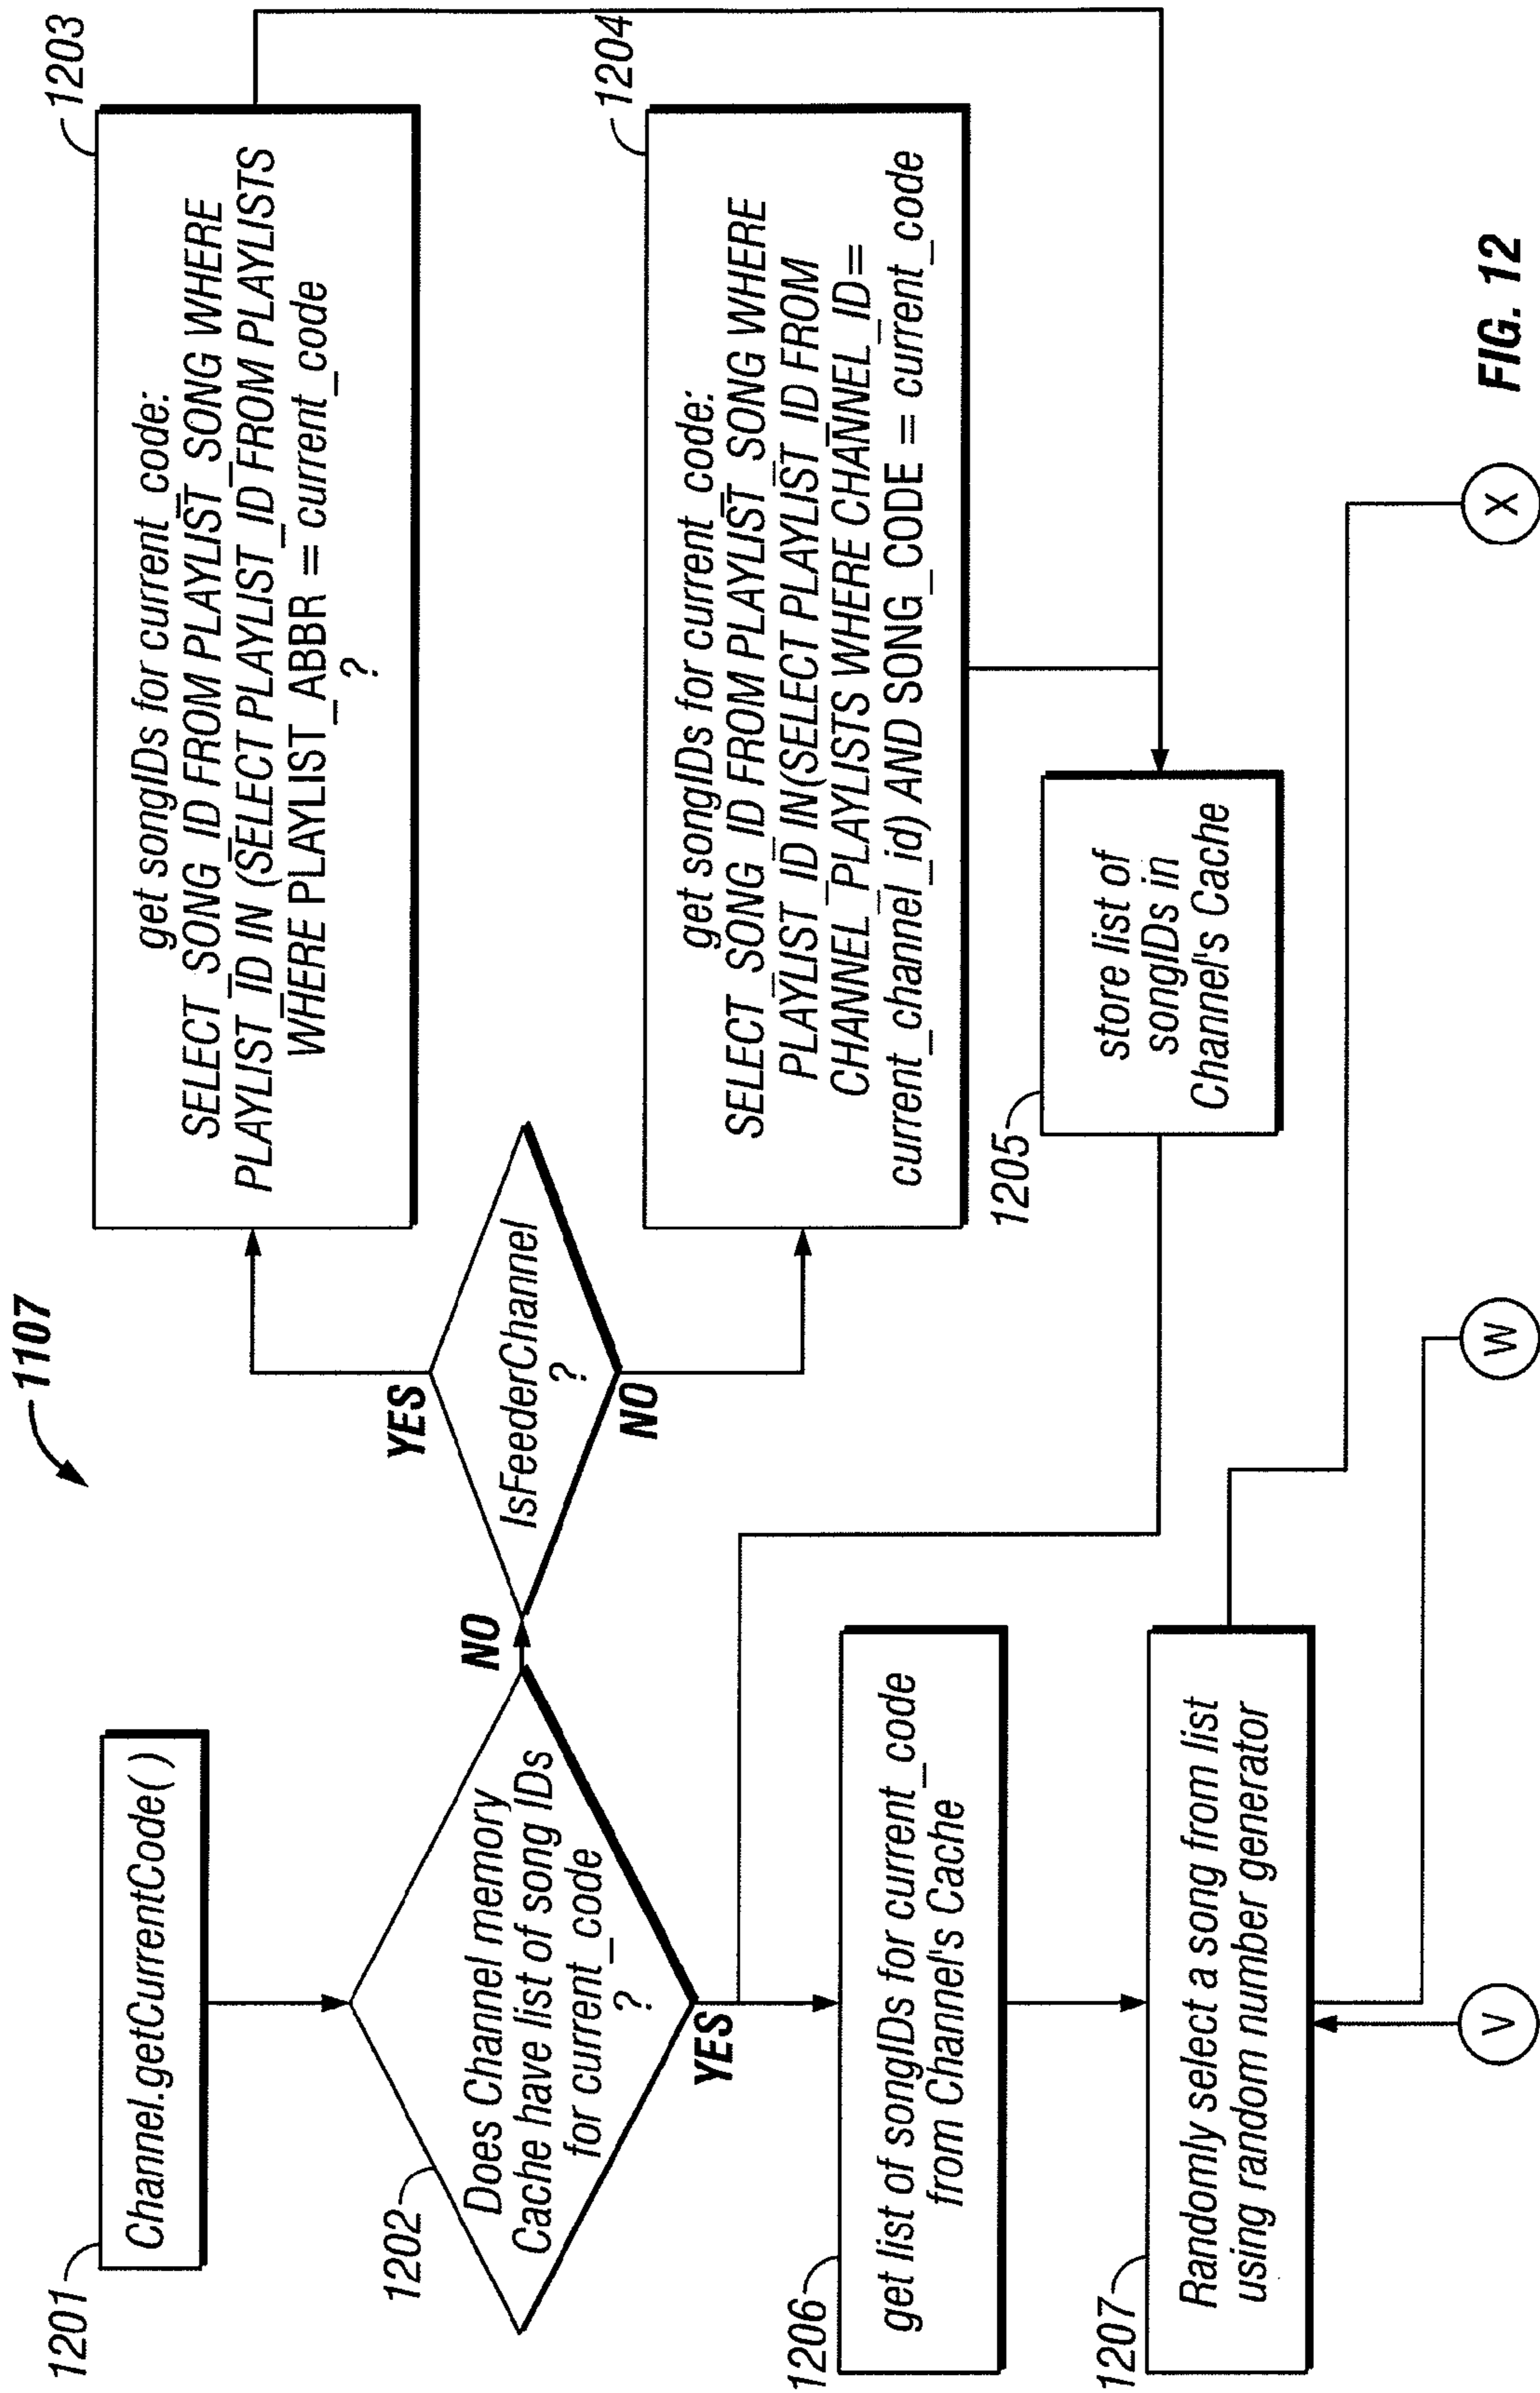 1107
1201
Channel.getCurrentCode( )
1202
Does Channel memory
Cache have list of song IDs
for current_code
?
NO
YES
IsFeederChannel
?
YES
NO
1203
get songIDs for current_code:
SELECT_SONG_ID FROM PLAYLIST_SONG WHERE
PLAYLIST_ID IN (SELECT PLAYLIST_ID FROM PLAYLISTS
WHERE PLAYLIST_ABBR = current_code
?
1204
get songIDs for current_code:
SELECT_SONG_ID FROM PLAYLIST_SONG WHERE
PLAYLIST_ID IN(SELECT PLAYLIST_ID FROM
CHANNEL_PLAYLISTS WHERE CHANNEL_ID=
current_channel_id) AND SONG_CODE = current_code
1205
store list of
songIDs in
Channel's Cache
1206
get list of songIDs for current_code
from Channel's Cache
1207
Randomly select a song from list
using random number generator
V
W
X
FIG. 12